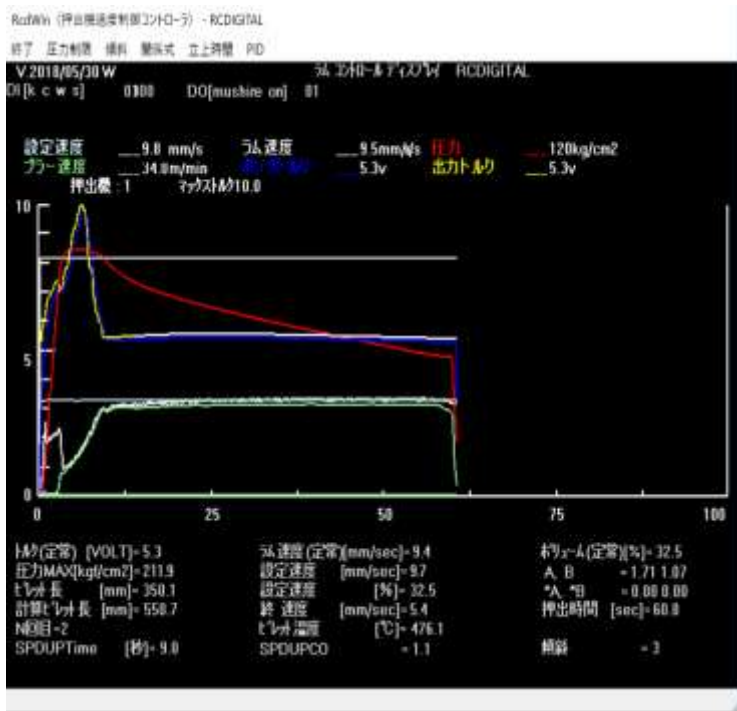 RcdWin (押出機速度制御コントローラ) - RCDIGITAL
終了 圧力制限 傾斜 関係式 立上時間 PID
V.2018/05/30 W ラム コントロール ディスプレイ RCDIGITAL
DI[k c w s] 0100 DO[mushire on] 01
設定速度 __9.8 mm/s ラム速度 __9.5mm/s 圧力 __120kg/cm2
プラー速度 __34.8m/min __5.3v 出力トルク __5.3v
押出機 : 1 マックストルク10.0
10
5
0
0 25 50 75 100
トルク(定常) [VOLT]= 5.3 ラム速度(定常)[mm/sec]= 9.4 ボリューム(定常)[%]= 32.5
圧力MAX[kgf/cm2]=211.9 設定速度 [mm/sec]= 9.7 A, B = 1.71 1.07
ビレット長 [mm]= 350.1 設定速度 [%]= 32.5 *A, *B = 0.00 0.00
計算ビレット長 [mm]= 550.7 終 速度 [mm/sec]= 5.4 押出時間 [sec]= 60.8
N回目=2 ビレット温度 [℃]= 476.1
SPDUPTime [秒]= 9.0 SPDUPCO = 1.1 傾斜 = 3